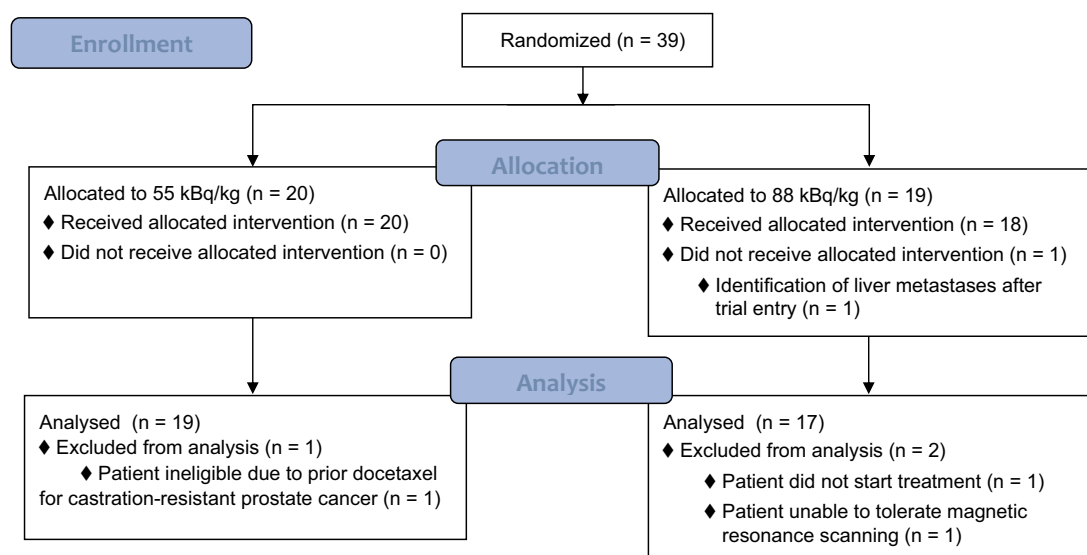 Enrollment
Randomized (n = 39)
Allocation
Allocated to 55 kBq/kg (n = 20)
♦ Received allocated intervention (n = 20)
♦ Did not receive allocated intervention (n = 0)
Allocated to 88 kBq/kg (n = 19)
♦ Received allocated intervention (n = 18)
♦ Did not receive allocated intervention (n = 1)
♦ Identification of liver metastases after
trial entry (n = 1)
Analysis
Analysed (n = 19)
♦ Excluded from analysis (n = 1)
♦ Patient ineligible due to prior docetaxel
for castration-resistant prostate cancer (n = 1)
Analysed (n = 17)
♦ Excluded from analysis (n = 2)
♦ Patient did not start treatment (n = 1)
♦ Patient unable to tolerate magnetic
resonance scanning (n = 1)